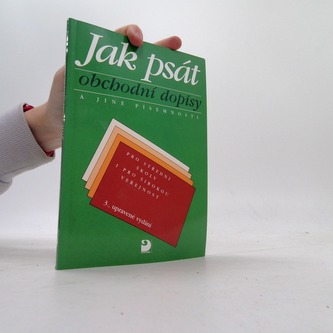 Jak psát
obchodní dopisy
A JINÉ PÍSEMNOSTI
PRO STŘEDNÍ
ŠKOLY
I PRO ŠIROKOU
VEŘEJNOST
5., upravené vydání